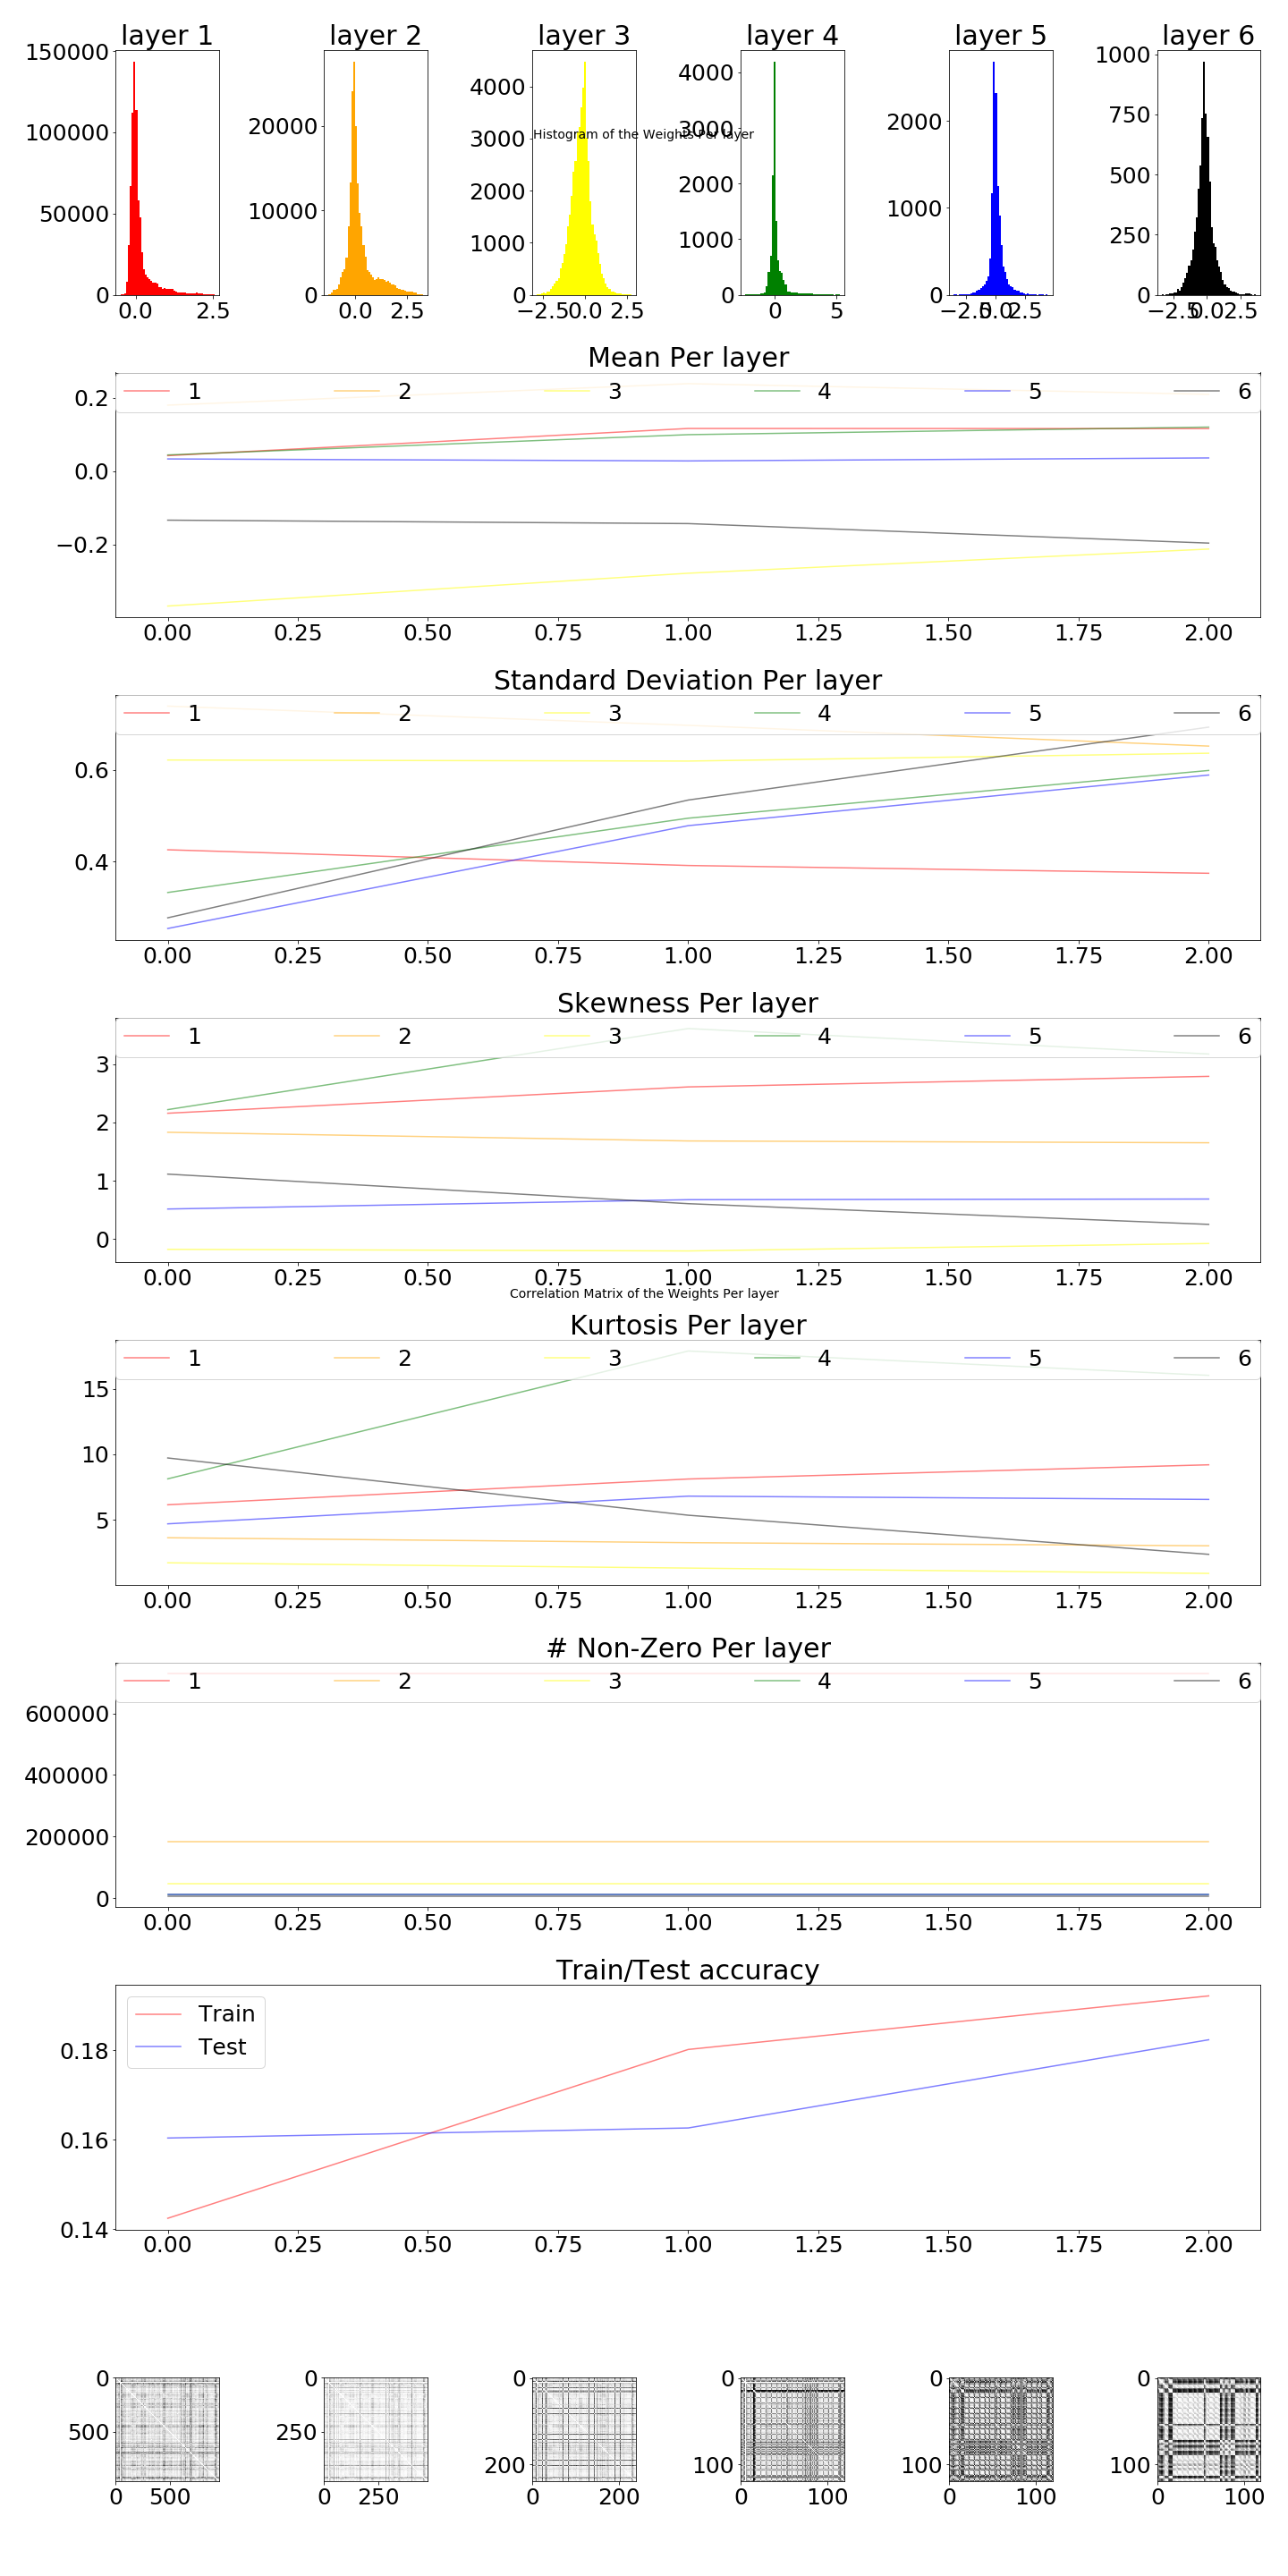 layer 1 layer 2 layer 3 layer 4 layer 5 layer 6
150000 100000 50000 0
0.0 2.5
20000 10000 0
0.0 2.5
4000 3000 2000 1000 0
−2.5 0.0 2.5
4000 3000 2000 1000 0
0 5
2000 1000 0
−2.5 0.0 2.5
1000 750 500 250 0
−2.5 0.0 2.5
Histogram of the Weights Per layer
Mean Per layer
1 2 3 4 5 6
0.2
0.0
−0.2
0.00 0.25 0.50 0.75 1.00 1.25 1.50 1.75 2.00
Standard Deviation Per layer
1 2 3 4 5 6
0.6
0.4
0.00 0.25 0.50 0.75 1.00 1.25 1.50 1.75 2.00
Skewness Per layer
1 2 3 4 5 6
3
2
1
0
0.00 0.25 0.50 0.75 1.00 1.25 1.50 1.75 2.00
Correlation Matrix of the Weights Per layer
Kurtosis Per layer
1 2 3 4 5 6
15
10
5
0.00 0.25 0.50 0.75 1.00 1.25 1.50 1.75 2.00
# Non-Zero Per layer
1 2 3 4 5 6
600000
400000
200000
0
0.00 0.25 0.50 0.75 1.00 1.25 1.50 1.75 2.00
Train/Test accuracy
Train
Test
0.18
0.16
0.14
0.00 0.25 0.50 0.75 1.00 1.25 1.50 1.75 2.00
0 500
0 500
0 250
0 250
0 200
0 200
0 100
0 100
0 100
0 100
0 100
0 100